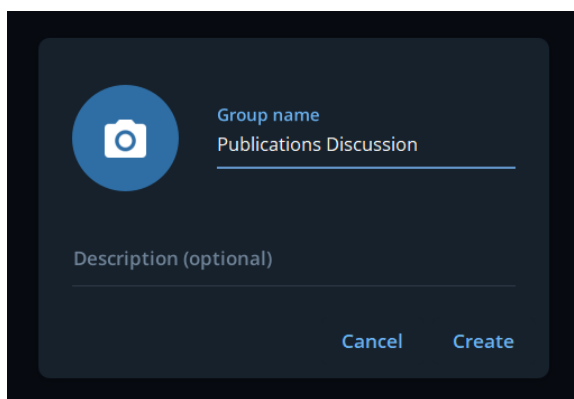 Group name
Publications Discussion
Description (optional)
Cancel Create